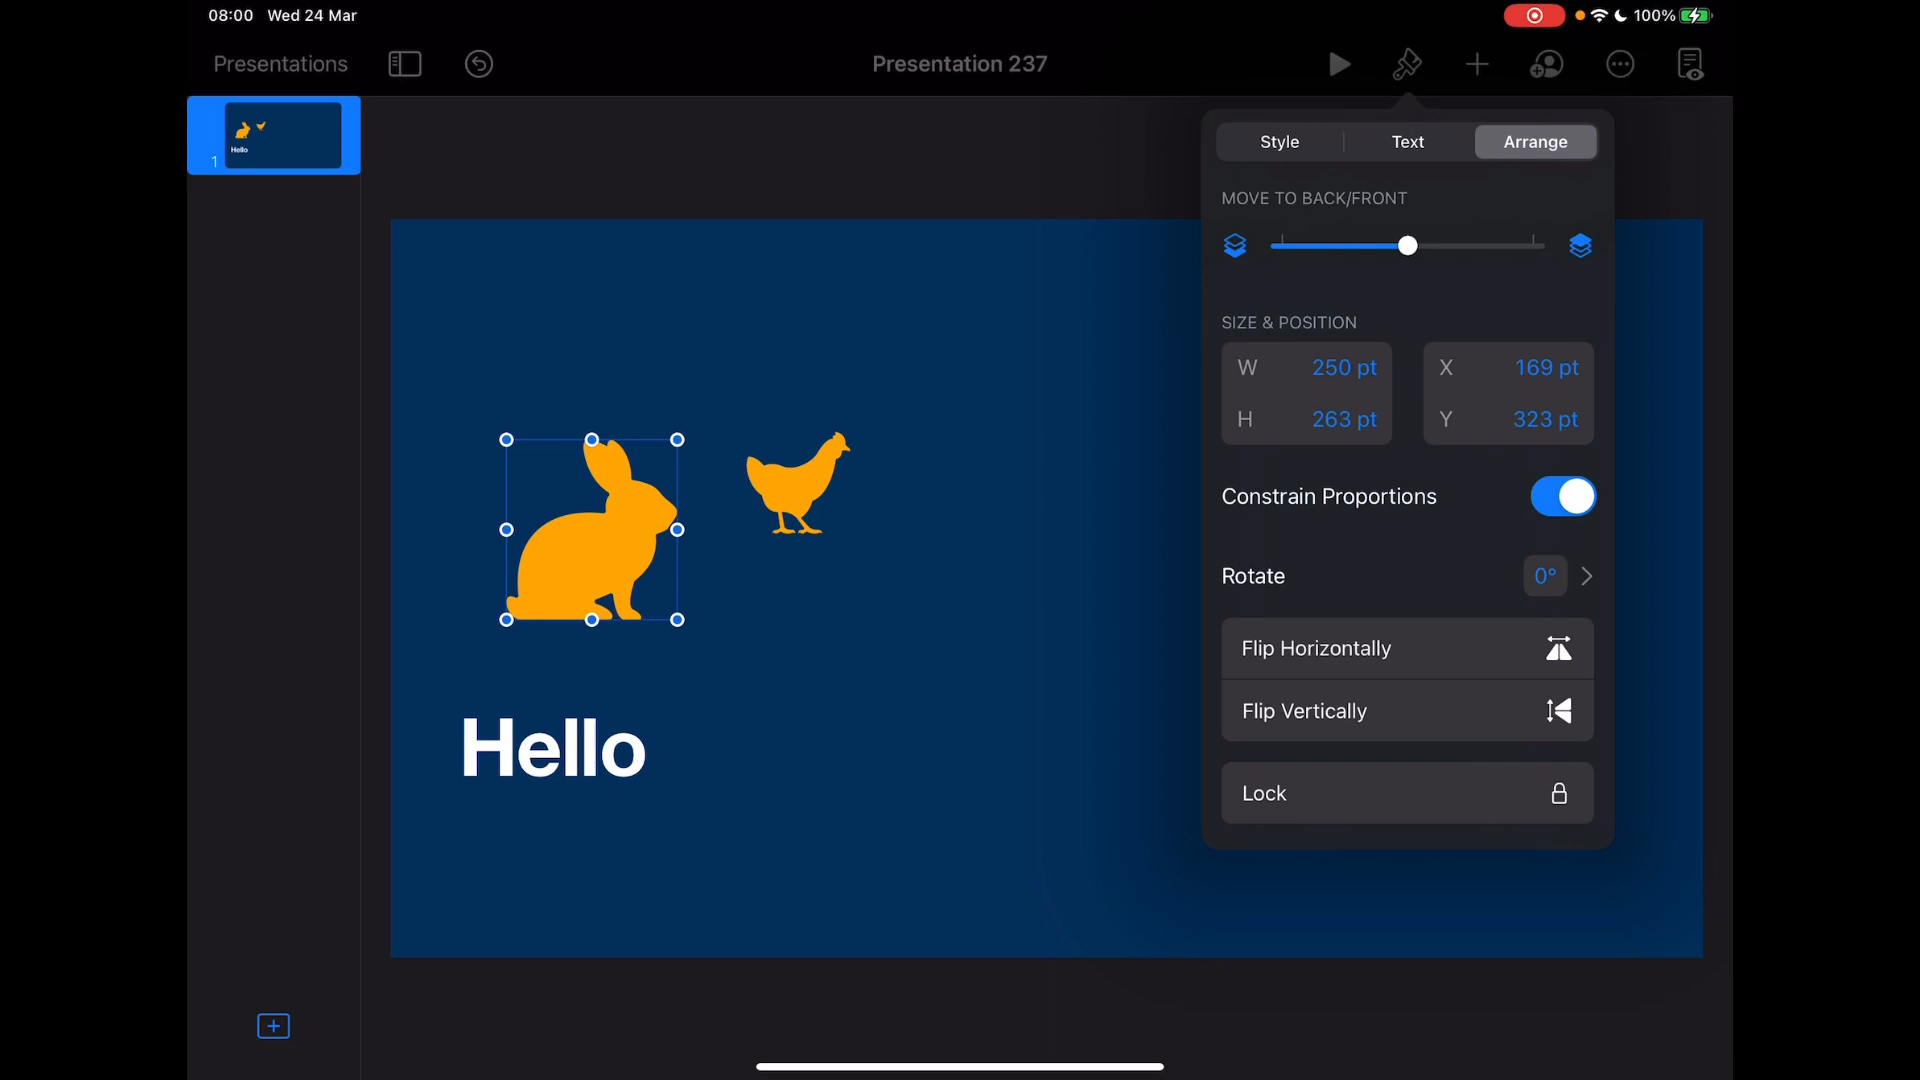 08:00 Wed 24 Mar
100%
Presentations
Presentation 237
1
Hello
Style
Text
Arrange
MOVE TO BACK/FRONT
SIZE & POSITION
W 250 pt
X 169 pt
H 263 pt
Y 323 pt
Constrain Proportions
Rotate 0°
Flip Horizontally
Flip Vertically
Lock
Hello